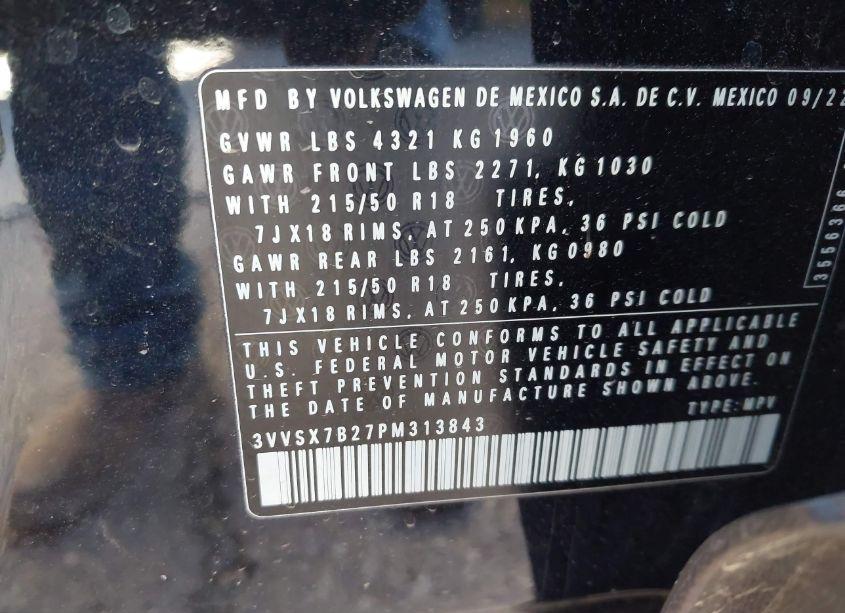 MFD BY VOLKSWAGEN DE MEXICO S.A. DE C.V. MEXICO 09/22
GVWR LBS 4321 KG 1960
GAWR FRONT LBS 2271, KG 1030
WITH 215/50 R18 TIRES,
7JX18 RIMS, AT 250 KPA, 36 PSI COLD
GAWR REAR LBS 2161, KG 0980
WITH 215/50 R18 TIRES,
7JX18 RIMS, AT 250 KPA, 36 PSI COLD
THIS VEHICLE CONFORMS TO ALL APPLICABLE
U.S. FEDERAL MOTOR VEHICLE SAFETY AND
THEFT PREVENTION STANDARDS IN EFFECT ON
THE DATE OF MANUFACTURE SHOWN ABOVE.
TYPE: MPV
3VVSX7B27PM313843